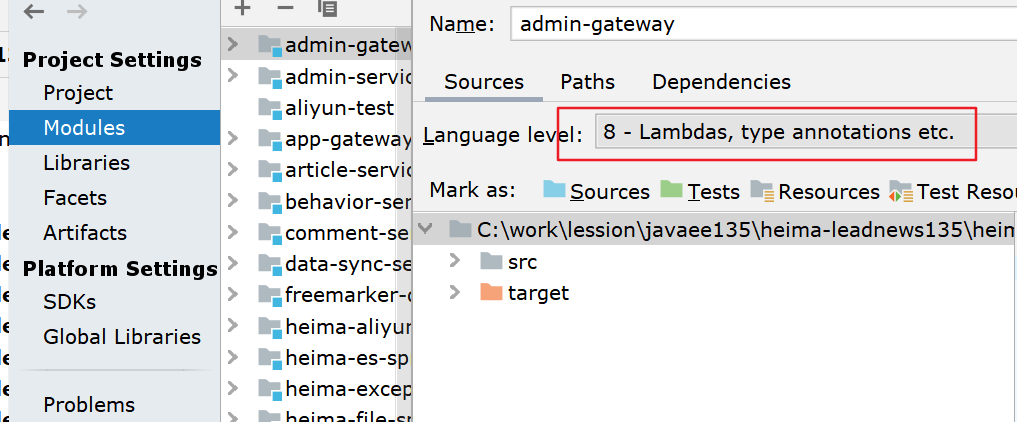 Project Settings
Project
Modules
Libraries
Facets
Artifacts
Platform Settings
SDKs
Global Libraries
Problems
admin-gatew
admin-servic
aliyun-test
app-gateway
article-servic
behavior-ser
comment-se
data-sync-se
freemarker-d
heima-aliyun
heima-es-spr
heima-excep
heima-file-sp
Name: admin-gateway
Sources Paths Dependencies
Language level: 8 - Lambdas, type annotations etc.
Mark as: Sources Tests Resources Test Resou
C:\work\lession\javaee135\heima-leadnews135\heim
src
target